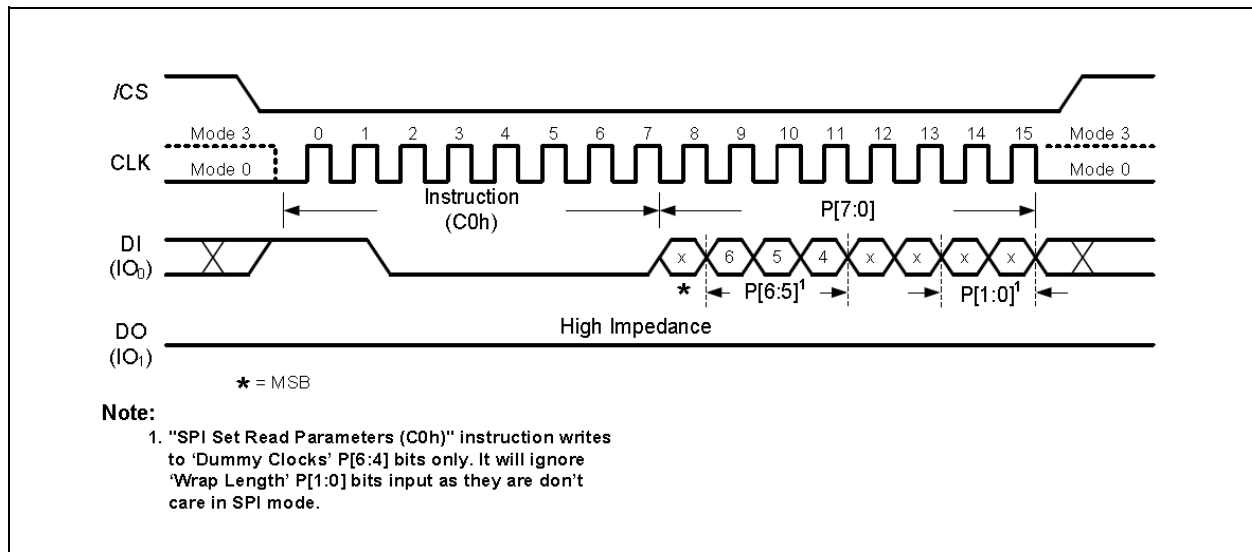 /CS
Mode 3 0 1 2 3 4 5 6 7 8 9 10 11 12 13 14 15 Mode 3
CLK
Mode 0 Mode 0
Instruction
(C0h)
P[7:0]
DI
(IO₀)
x 6 5 4 x x x x
* P[6:5]¹ P[1:0]¹
High Impedance
DO
(IO₁)
* = MSB
Note:
1. "SPI Set Read Parameters (C0h)" instruction writes
to ‘Dummy Clocks’ P[6:4] bits only. It will ignore
‘Wrap Length’ P[1:0] bits input as they are don’t
care in SPI mode.